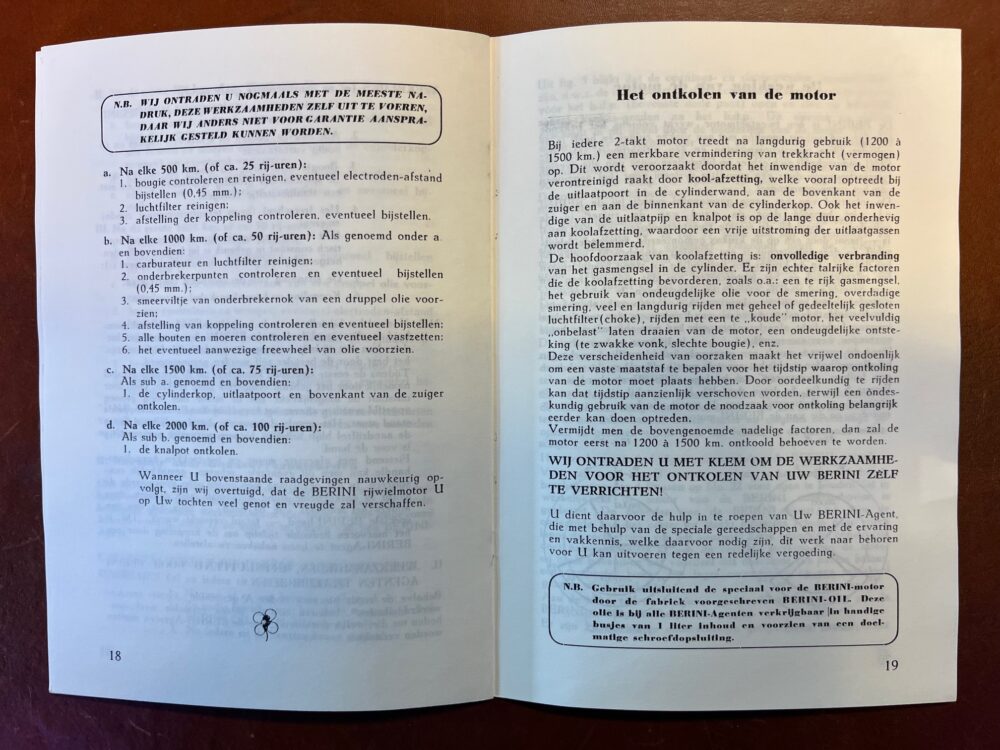 N.B. WIJ ONTRADEN U NOGMAALS MET DE MEESTE NA-
DRUK, DEZE WERKZAAMHEDEN ZELF UIT TE VOEREN,
DAAR WIJ ANDERS NIET VOOR GARANTIE AANSPRA-
KELIJK GESTELD KUNNEN WORDEN.
a. Na elke 500 km. (of ca. 25 rij-uren):
1. bougie controleren en reinigen, eventueel electroden-afstand
bijstellen (0,45 mm.);
2. luchtfilter reinigen;
3. afstelling der koppeling controleren, eventueel bijstellen.
b. Na elke 1000 km. (of ca. 50 rij-uren): Als genoemd onder a
en bovendien:
1. carburateur en luchtfilter reinigen;
2. onderbrekerpunten controleren en eventueel bijstellen
(0,45 mm.);
3. smeerviltje van onderbrekernok van een druppel olie voor-
zien;
4. afstelling van koppeling controleren en eventueel bijstellen;
5. alle bouten en moeren controleren en eventueel vastzetten;
6. het eventueel aanwezige freewheel van olie voorzien.
c. Na elke 1500 km. (of ca. 75 rij-uren):
Als sub a. genoemd en bovendien:
1. de cylinderkop, uitlaatpoort en bovenkant van de zuiger
ontkolen.
d. Na elke 2000 km. (of ca. 100 rij-uren):
Als sub b. genoemd en bovendien:
1. de knalpot ontkolen.
Wanneer U bovenstaande raadgevingen nauwkeurig op-
volgt, zijn wij overtuigd, dat de BERINI rijwielmotor U
op Uw tochten veel genot en vreugde zal verschaffen.
18
Het ontkolen van de motor
Bij iedere 2-takt motor treedt na langdurig gebruik (1200 à
1500 km.) een merkbare vermindering van trekkracht (vermogen)
op. Dit wordt veroorzaakt doordat het inwendige van de motor
verontreinigd raakt door kool-afzetting, welke vooral optreedt bij
de uitlaatpoort in de cylinderwand, aan de bovenkant van de
zuiger en aan de binnenkant van de cylinderkop. Ook het inwen-
dige van de uitlaatpijp en knalpot is op de lange duur onderhevig
aan koolafzetting, waardoor een vrije uitstroming der uitlaatgassen
wordt belemmerd.
De hoofdoorzaak van koolafzetting is: onvolledige verbranding
van het gasmengsel in de cylinder. Er zijn echter talrijke factoren
die de koolafzetting bevorderen, zoals o.a.: een te rijk gasmengsel,
het gebruik van ondeugdelijke olie voor de smering, overdadige
smering, veel en langdurig rijden met geheel of gedeeltelijk gesloten
luchtfilter(choke), rijden met een te „koude” motor, het veelvuldig
„onbelast” laten draaien van de motor, een ondeugdelijke ontste-
king (te zwakke vonk, slechte bougie), enz.
Deze verscheidenheid van oorzaken maakt het vrijwel ondoenlijk
om een vaste maatstaf te bepalen voor het tijdstip waarop ontkoling
van de motor moet plaats hebben. Door oordeelkundig te rijden
kan dat tijdstip aanzienlijk verschoven worden, terwijl een óndes-
kundig gebruik van de motor de noodzaak voor ontkoling belangrijk
eerder kan doen optreden.
Vermijdt men de bovengenoemde nadelige factoren, dan zal de
motor eerst na 1200 à 1500 km. ontkoold behoeven te worden.
WIJ ONTRADEN U MET KLEM OM DE WERKZAAMHE-
DEN VOOR HET ONTKOLEN VAN UW BERINI ZELF
TE VERRICHTEN!
U dient daarvoor de hulp in te roepen van Uw BERINI-Agent,
die met behulp van de speciale gereedschappen en met de ervaring
en vakkennis, welke daarvoor nodig zijn, dit werk naar behoren
voor U kan uitvoeren tegen een redelijke vergoeding.
N.B. Gebruik uitsluitend de speciaal voor de BERINI-motor
door de fabriek voorgeschreven BERINI-OIL. Deze
olie is bij alle BERINI-Agenten verkrijgbaar in handige
busjes van 1 liter inhoud en voorzien van een doel-
matige schroefdopsluiting.
19